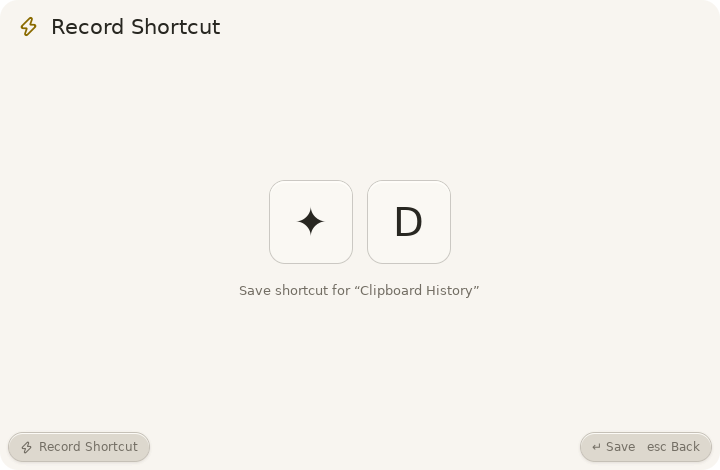 Record Shortcut
✦ D
Save shortcut for “Clipboard History”
Record Shortcut
↵ Save esc Back